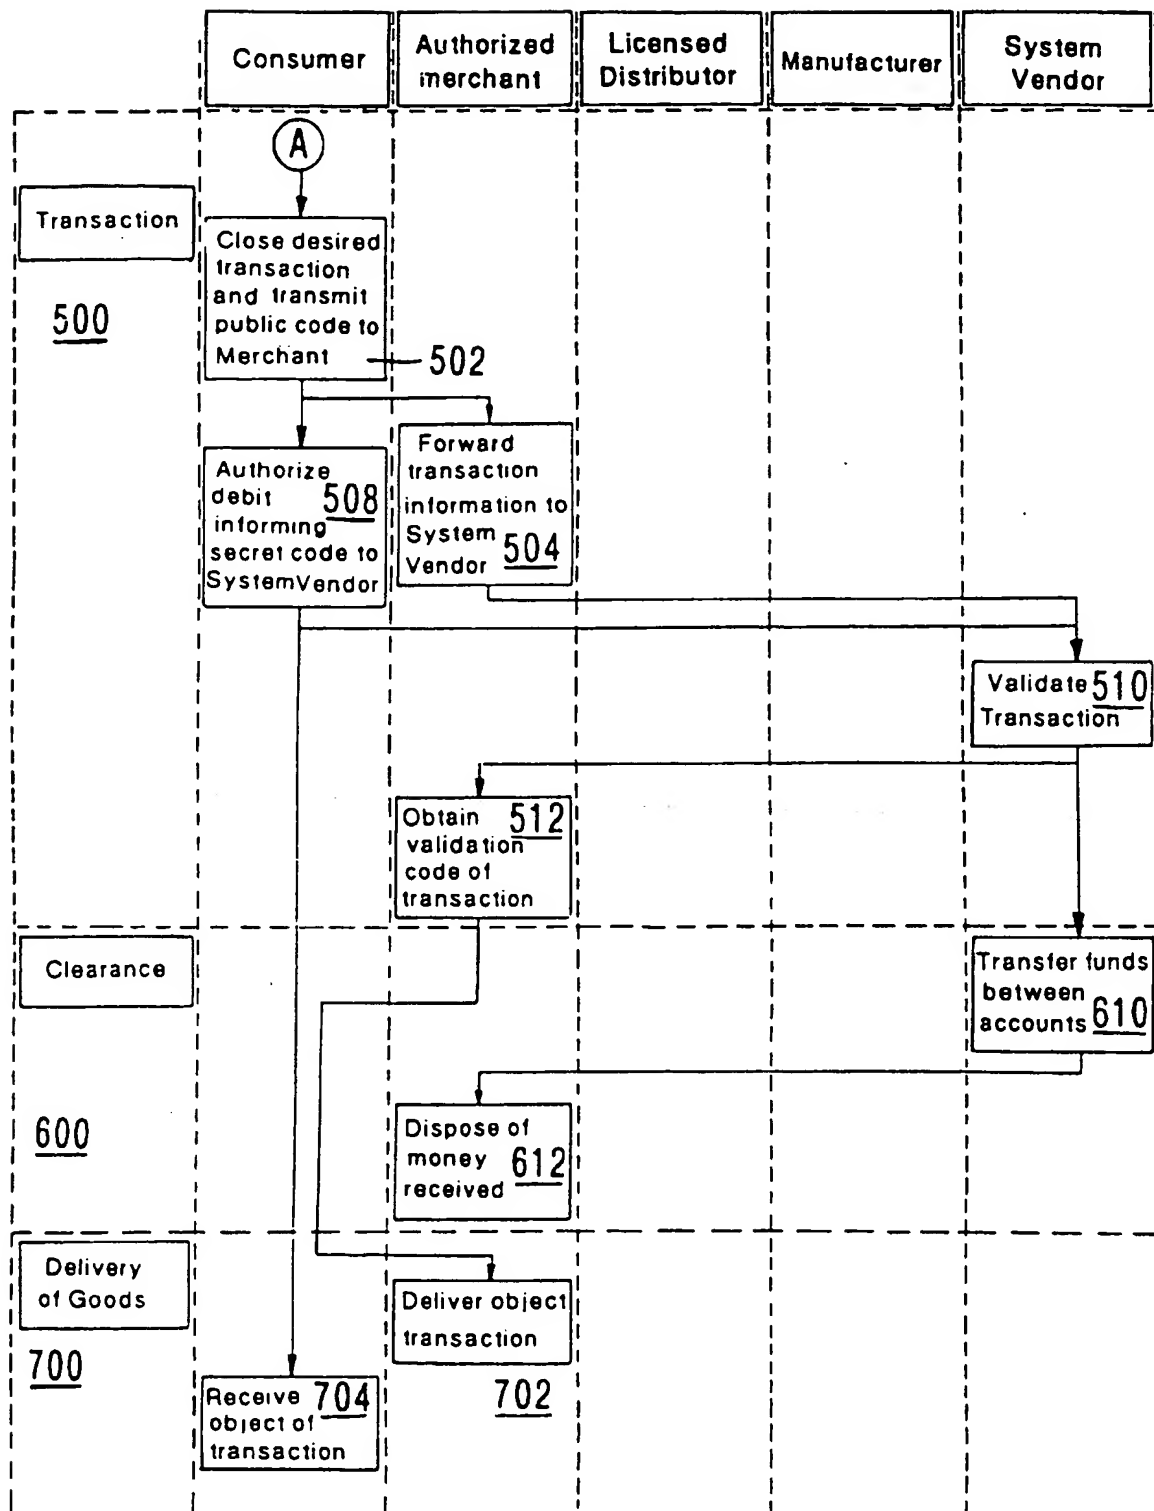 Consumer
Authorized
merchant
Licensed
Distributor
Manufacturer
System
Vendor
A
Transaction
500
Close desired
transaction
and transmit
public code to
Merchant
502
Authorize
debit
508
informing
secret code to
SystemVendor
Forward
transaction
information to
System
Vendor
504
Validate
510
Transaction
Obtain
512
validation
code of
transaction
Clearance
600
Transfer funds
between
accounts
610
Dispose of
money
612
received
Delivery
of Goods
700
Deliver object
transaction
702
Receive
704
object of
transaction